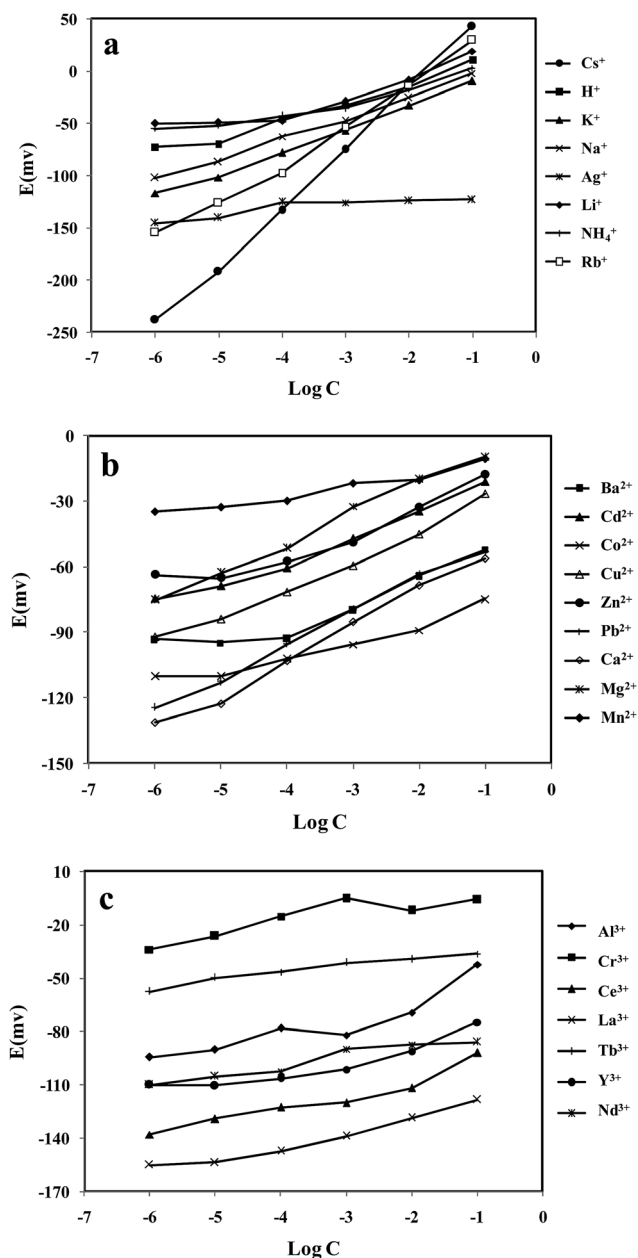 a
50
0
-50
-100
-150
-200
-250
E(mv)
-7 -6 -5 -4 -3 -2 -1 0
Log C
Cs⁺
H⁺
K⁺
Na⁺
Ag⁺
Li⁺
NH₄⁺
Rb⁺
b
0
-30
-60
-90
-120
-150
E(mv)
-7 -6 -5 -4 -3 -2 -1 0
Log C
Ba²⁺
Cd²⁺
Co²⁺
Cu²⁺
Zn²⁺
Pb²⁺
Ca²⁺
Mg²⁺
Mn²⁺
c
10
-20
-50
-80
-110
-140
-170
E(mv)
-7 -6 -5 -4 -3 -2 -1 0
Log C
Al³⁺
Cr³⁺
Ce³⁺
La³⁺
Tb³⁺
Y³⁺
Nd³⁺